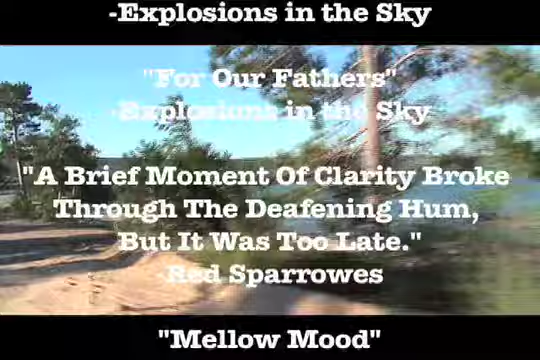 -Explosions in the Sky
"For Our Fathers"
-Explosions in the Sky
"A Brief Moment Of Clarity Broke
Through The Deafening Hum,
But It Was Too Late."
-Red Sparrowes
"Mellow Mood"